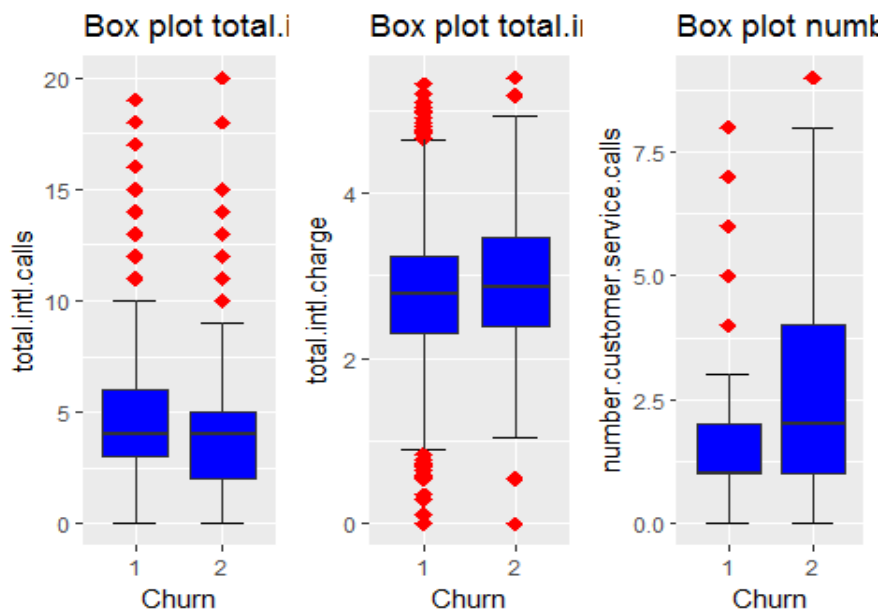 Box plot total.i
total.intl.calls
20
15
10
5
0
1 2
Churn
Box plot total.i
total.intl.charge
4
2
0
1 2
Churn
Box plot numb
number.customer.service.calls
7.5
5.0
2.5
0.0
1 2
Churn